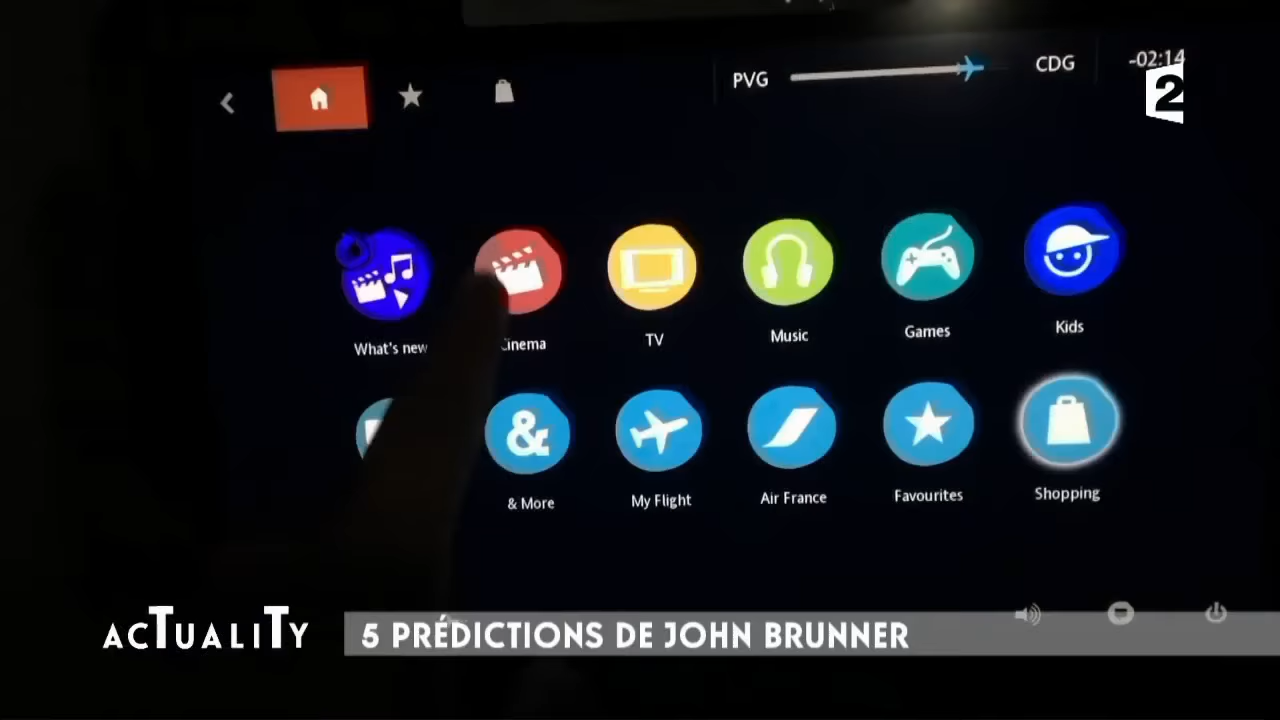 PVG CDG -02:14
2
What's new Cinema TV Music Games Kids
& More My Flight Air France Favourites Shopping
ACTUALITY 5 PRÉDICTIONS DE JOHN BRUNNER